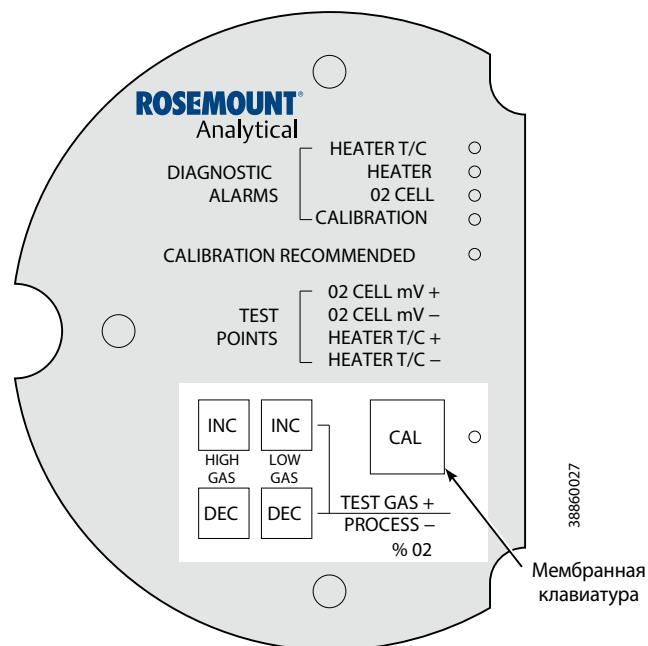 ROSEMOUNT®
Analytical
DIAGNOSTIC
ALARMS
HEATER T/C
HEATER
02 CELL
CALIBRATION
CALIBRATION RECOMMENDED
TEST
POINTS
02 CELL mV +
02 CELL mV –
HEATER T/C +
HEATER T/C –
INC
INC
CAL
HIGH
GAS
LOW
GAS
DEC
DEC
TEST GAS +
PROCESS –
% 02
38860027
Мембранная
клавиатура